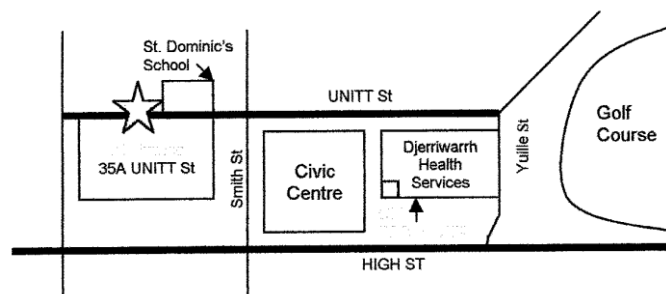 St. Dominic's
School
UNITT St
Golf
Course
35A UNITT St
Smith St
Civic
Centre
Djerriwarrh
Health
Services
Yuille St
HIGH ST